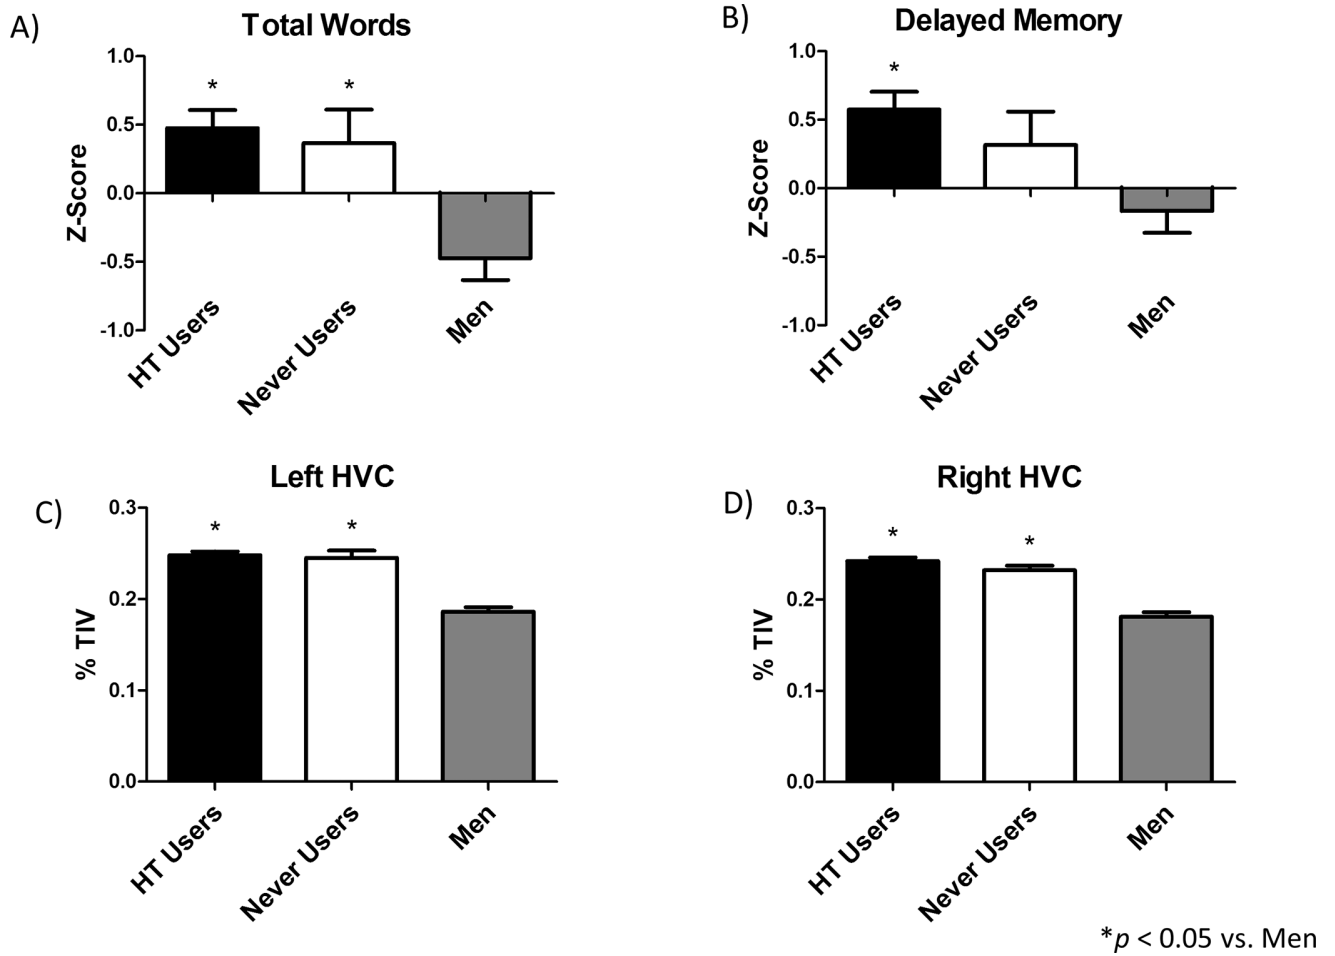 A)
Total Words
1.0
0.5
0.0
-0.5
-1.0
Z-Score
*
*
HT Users
Never Users
Men
B)
Delayed Memory
1.0
0.5
0.0
-0.5
-1.0
Z-Score
*
HT Users
Never Users
Men
C)
Left HVC
0.3
0.2
0.1
0.0
% TIV
*
*
HT Users
Never Users
Men
D)
Right HVC
0.3
0.2
0.1
0.0
% TIV
*
*
HT Users
Never Users
Men
*p < 0.05 vs. Men